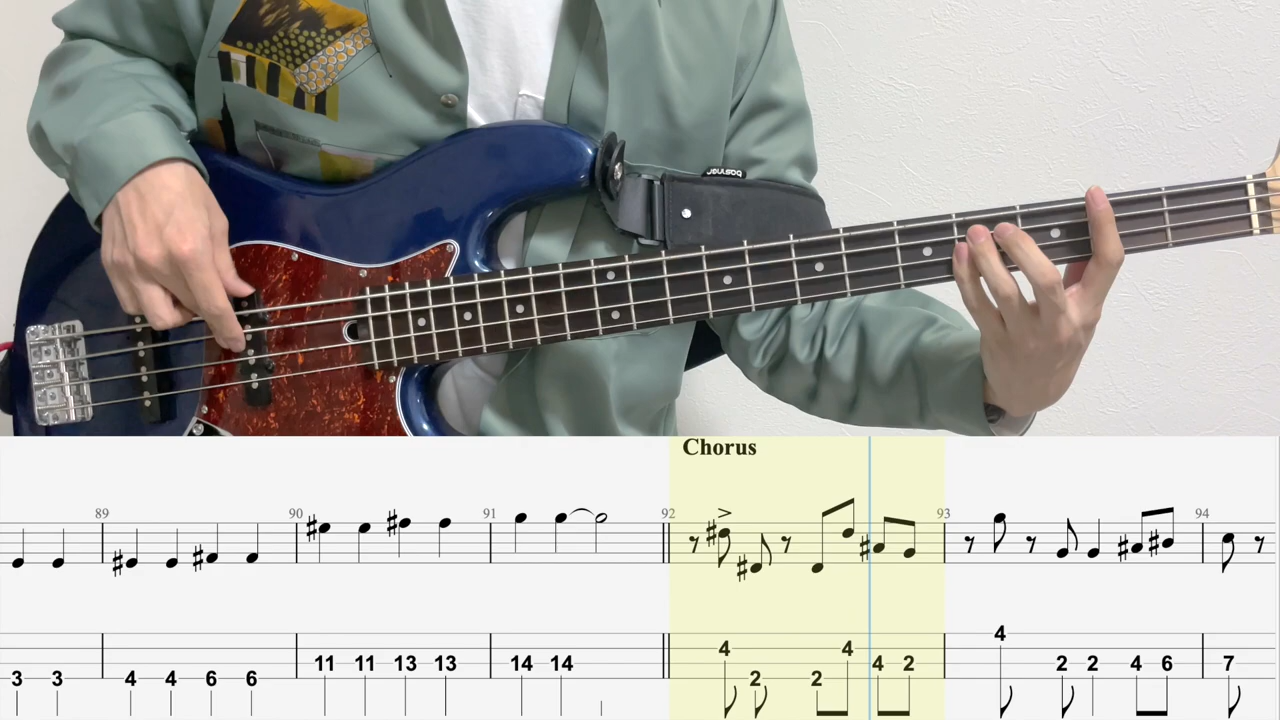 basner
Chorus
89 90 91 92 93 94
4
4 4
11 11 13 13 14 14 4 2 2 2 4 6 7
3 3 4 4 6 6 2 2